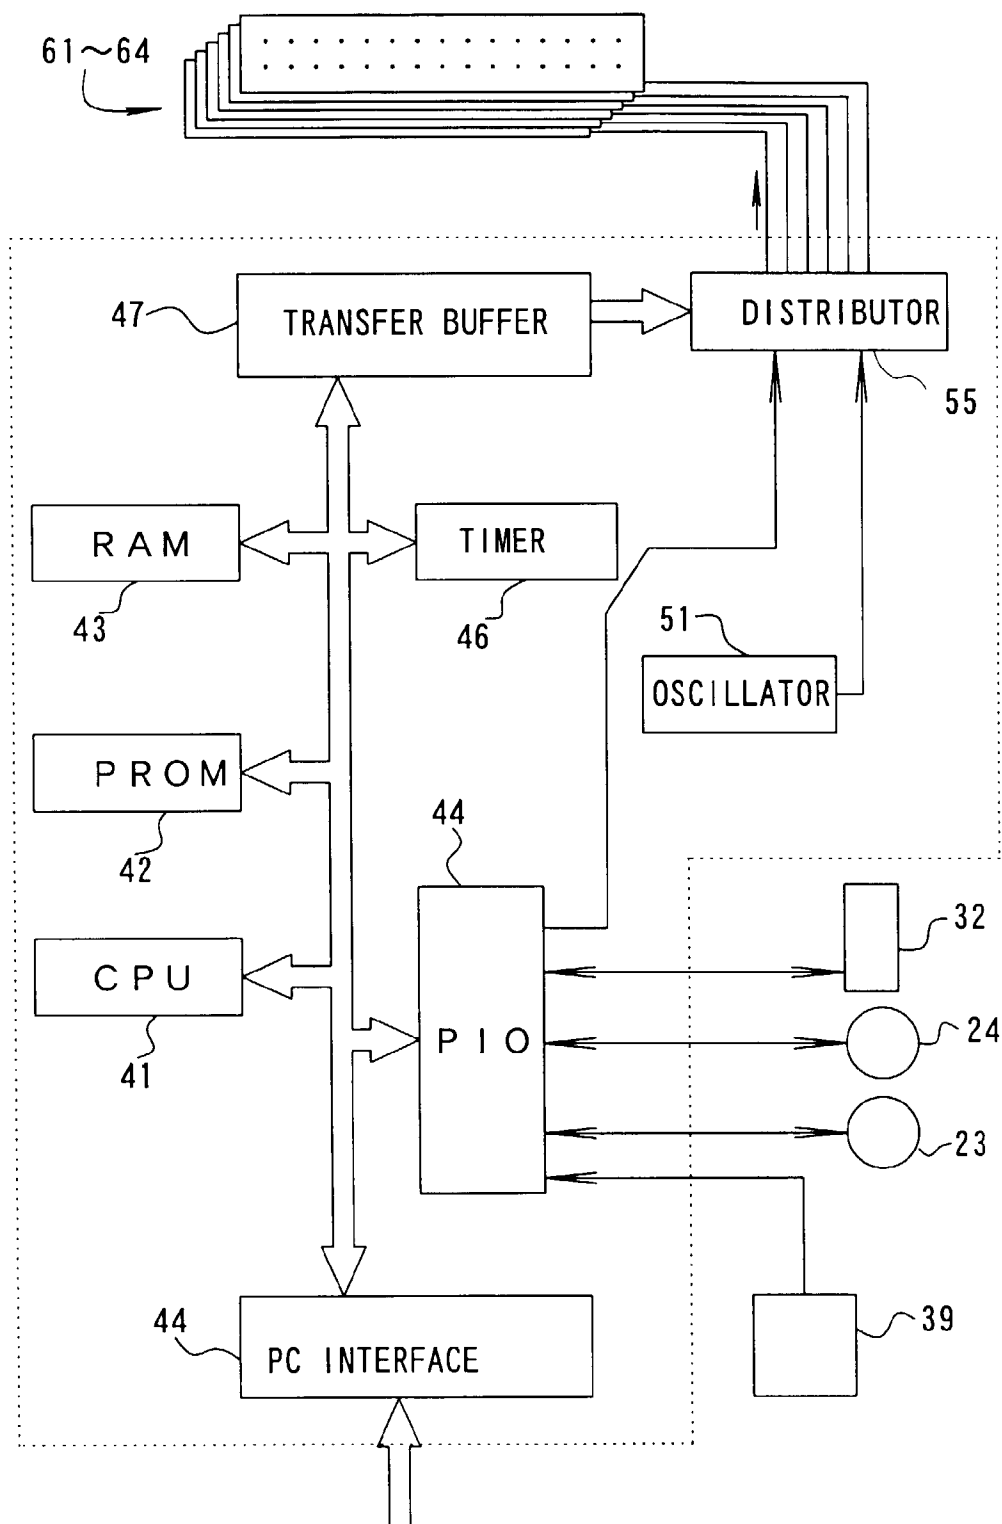 61~64
47
TRANSFER BUFFER
DISTRIBUTOR
55
RAM
43
TIMER
46
51
OSCILLATOR
PROM
42
44
32
CPU
41
PIO
24
23
44
PC INTERFACE
39